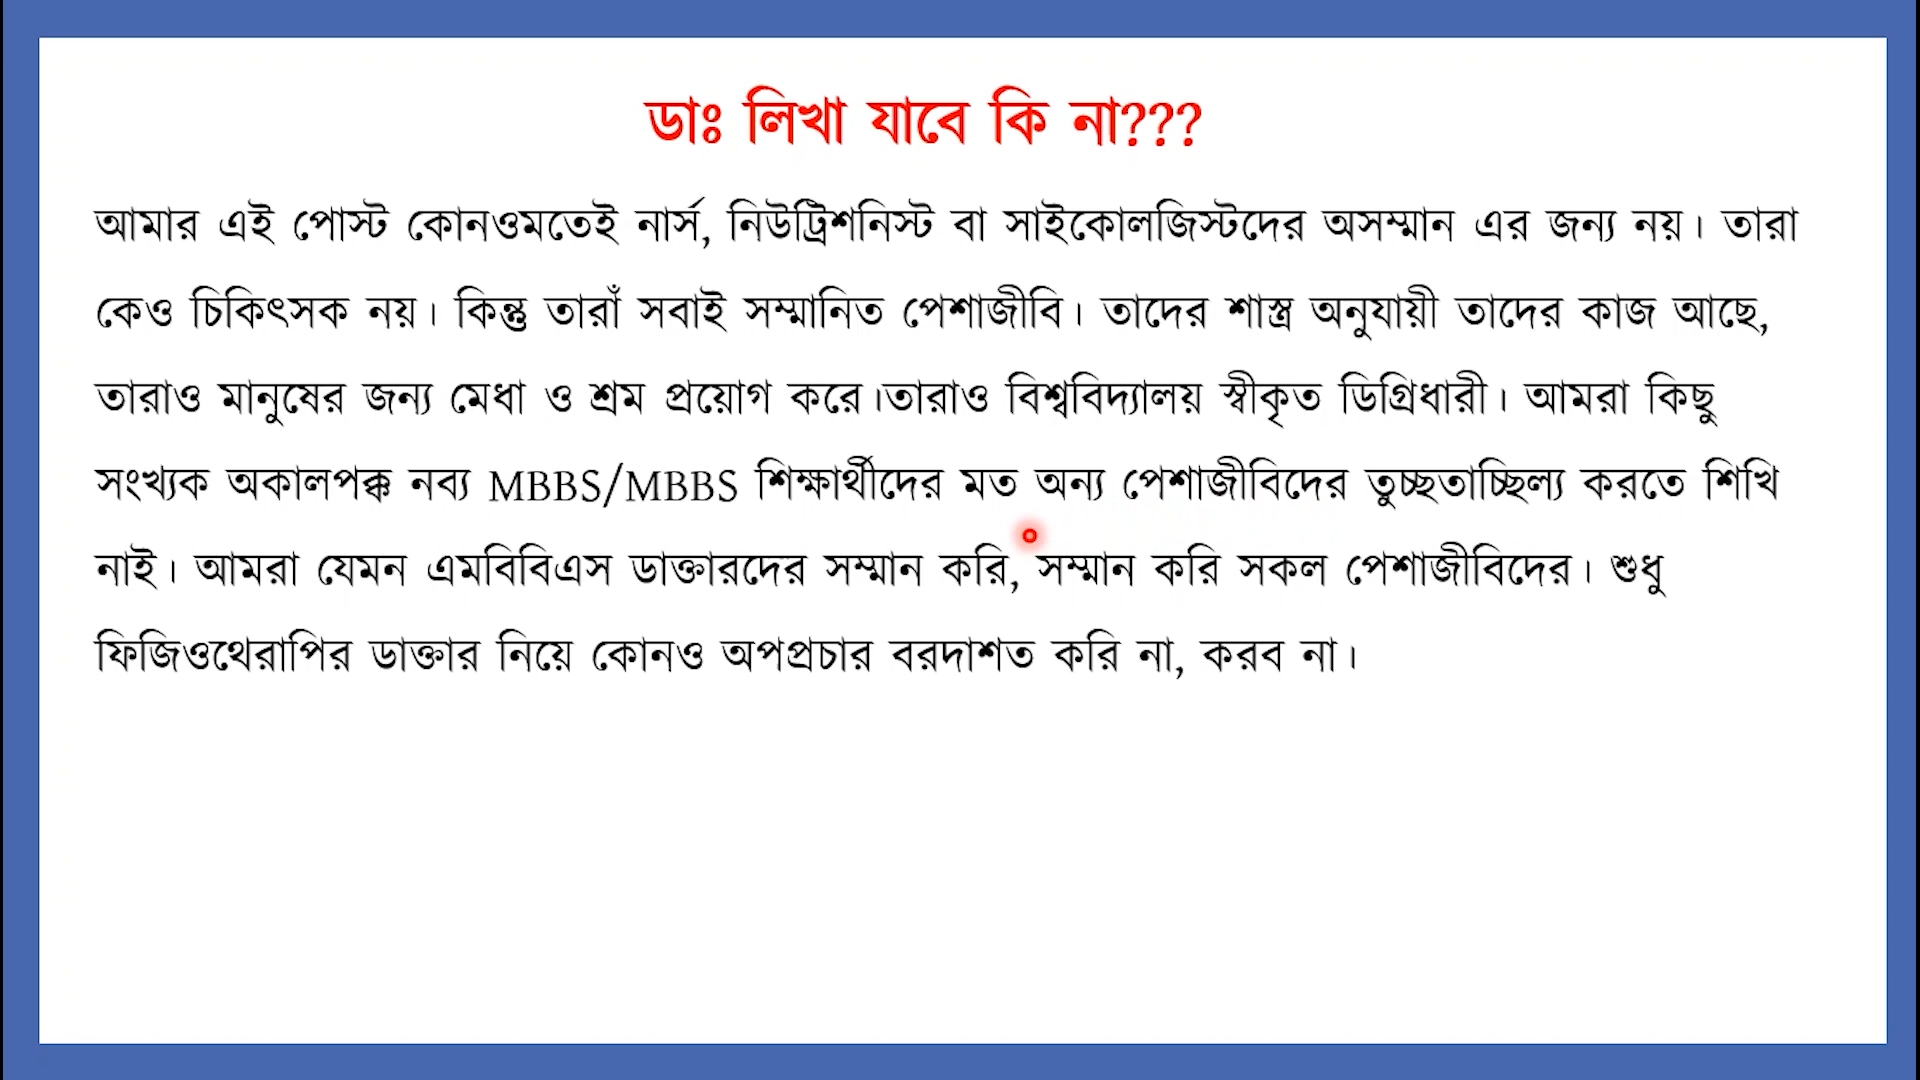 ডাঃ লিখা যাবে কি না???
আমার এই পোস্ট কোনওমতেই নার্স, নিউট্রিশনিস্ট বা সাইকোলজিস্টদের অসম্মান এর জন্য নয়। তারা
কেও চিকিৎসক নয়। কিন্তু তারাঁ সবাই সম্মানিত পেশাজীবি। তাদের শাস্ত্র অনুযায়ী তাদের কাজ আছে,
তারাও মানুষের জন্য মেধা ও শ্রম প্রয়োগ করে।তারাও বিশ্ববিদ্যালয় স্বীকৃত ডিগ্রিধারী। আমরা কিছু
সংখ্যক অকালপক্ক নব্য MBBS/MBBS শিক্ষার্থীদের মত অন্য পেশাজীবিদের তুচ্ছতাচ্ছিল্য করতে শিখি
নাই। আমরা যেমন এমবিবিএস ডাক্তারদের সম্মান করি, সম্মান করি সকল পেশাজীবিদের। শুধু
ফিজিওথেরাপির ডাক্তার নিয়ে কোনও অপপ্রচার বরদাশত করি না, করব না।